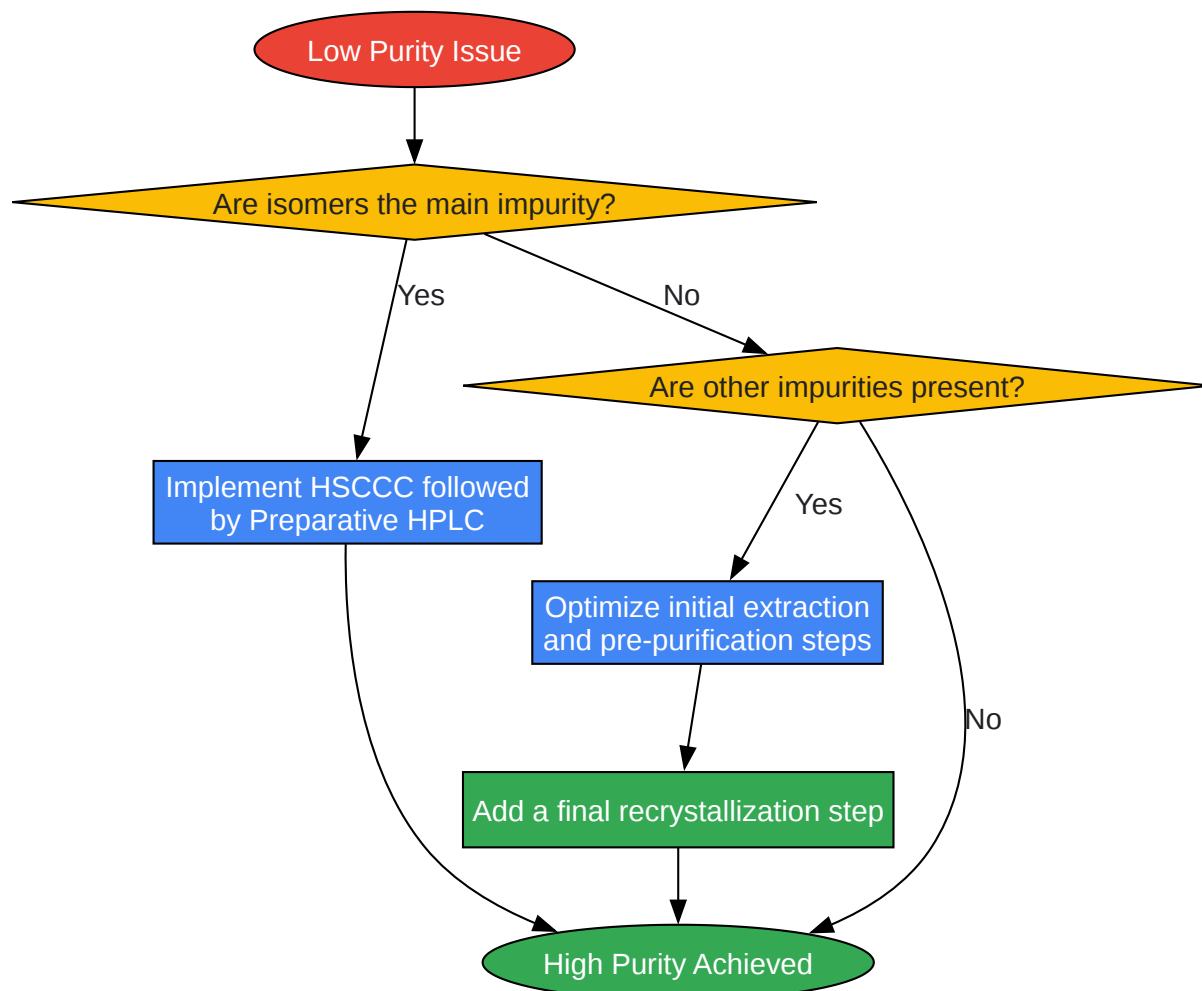 Low Purity Issue
Are isomers the main impurity?
Yes
No
Are other impurities present?
Implement HSCCC followed
by Preparative HPLC
Yes
Optimize initial extraction
and pre-purification steps
No
Add a final recrystallization step
High Purity Achieved